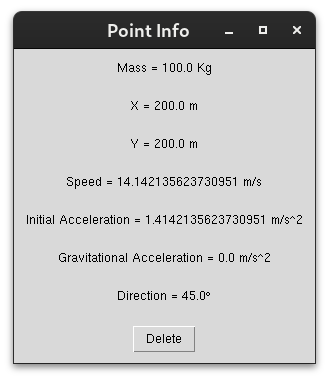 Point Info
Mass = 100.0 Kg
X = 200.0 m
Y = 200.0 m
Speed = 14.142135623730951 m/s
Initial Acceleration = 1.4142135623730951 m/s^2
Gravitational Acceleration = 0.0 m/s^2
Direction = 45.0º
Delete